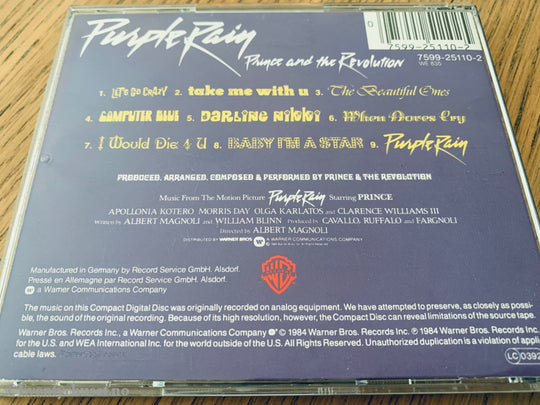 Purple Rain
Prince and the Revolution
0
7599-25110-2
7599-25110-2
WE 835
1. LET'S GO CRAZY 2. take me with u 3. The Beautiful Ones
4. COMPUTER BLUE 5. DARLING NIKKI 6. When Doves Cry
7. I Would Die 4 U 8. BABY I'M A STAR 9. Purple Rain
PRODUCED, ARRANGED, COMPOSED & PERFORMED BY PRINCE & THE REVOLUTION
Music From The Motion Picture Purple Rain Starring PRINCE
APOLLONIA KOTERO MORRIS DAY OLGA KARLATOS and CLARENCE WILLIAMS III
Written by ALBERT MAGNOLI and WILLIAM BLINN Produced by CAVALLO, RUFFALO and FARGNOLI
Directed by ALBERT MAGNOLI
DISTRIBUTED BY WARNER BROS. A WARNER COMMUNICATIONS COMPANY
Manufactured in Germany by Record Service GmbH. Alsdorf.
Pressé en Allemagne par Record Service GmbH. Alsdorf.
a Warner Communications Company
The music on this Compact Digital Disc was originally recorded on analog equipment. We have attempted to preserve, as closely as possi-
ble, the sound of the original recording. Because of its high resolution, however, the Compact Disc can reveal limitations of the source tape.
Warner Bros. Records Inc., a Warner Communications Company ® © 1984 Warner Bros. Records Inc. ℗ 1984 Warner Bros. Records Inc.
for the U.S. and WEA International Inc. for the world outside of the U.S. All Rights Reserved. Unauthorized duplication is a violation of appli-
cable laws.
LC 0392